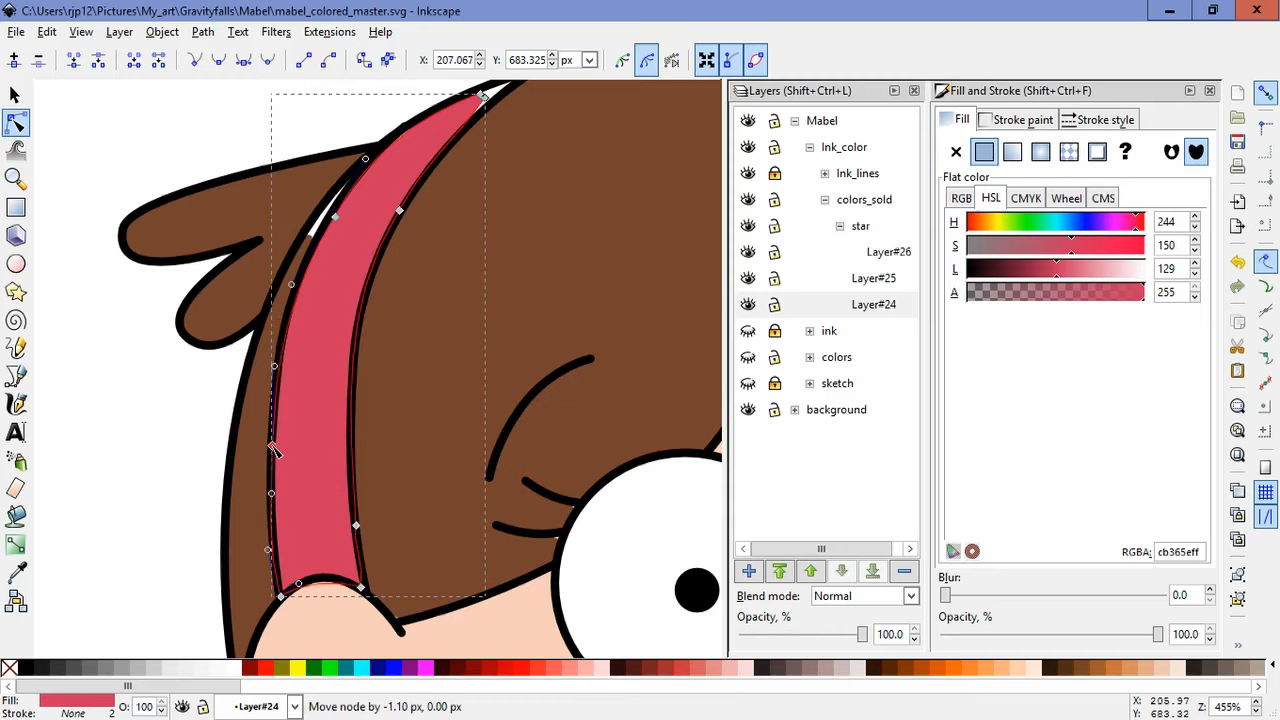 C:\Users\rjp12\Pictures\My_art\Gravityfalls\Mabel\mabel_colored_master.svg - Inkscape
File Edit View Layer Object Path Text Filters Extensions Help
X: 207.067 Y: 683.325 px
Layers (Shift+Ctrl+L)
Mabel
Ink_color
Ink_lines
colors_sold
star
Layer#26
Layer#25
Layer#24
ink
colors
sketch
background
Blend mode: Normal
Opacity, %
100.0
Fill and Stroke (Shift+Ctrl+F)
Fill Stroke paint Stroke style
?
Flat color
RGB HSL CMYK Wheel CMS
H 244
S 150
L 129
A 255
RGBA: cb365eff
Blur:
0.0
Opacity, %
100.0
Fill:
Stroke: None 2
O: 100
•Layer#24
Move node by -1.10 px, 0.00 px
X: 205.97
Y: 683.32
Z: 455%